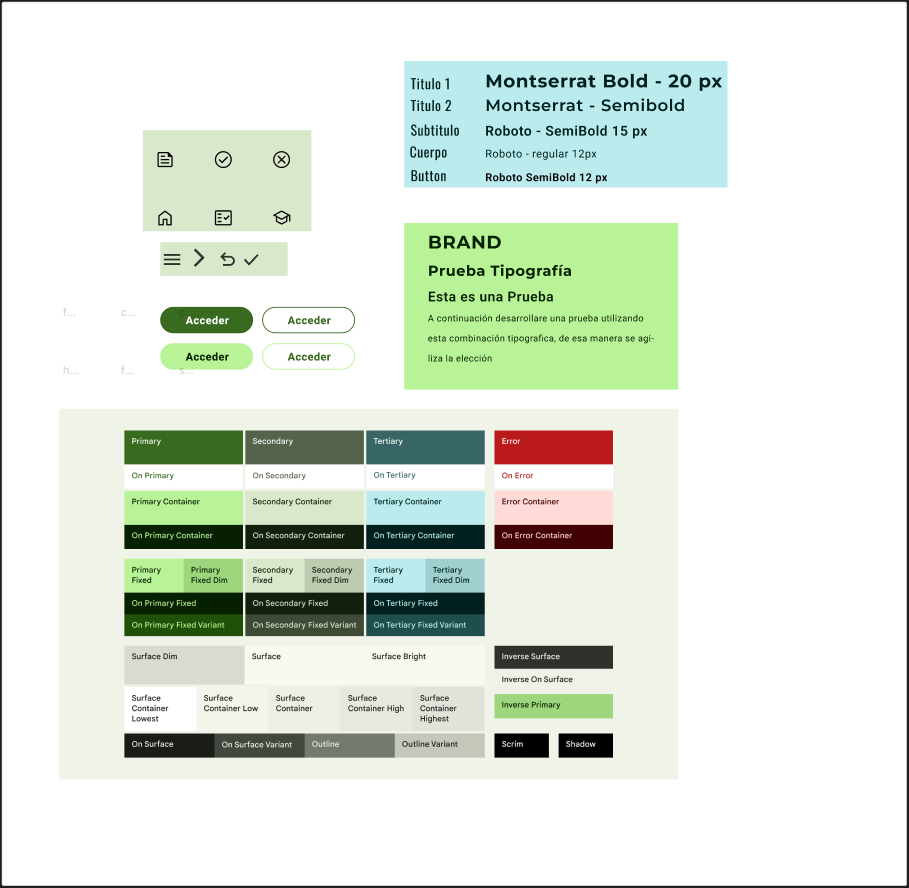 Titulo 1 Montserrat Bold - 20 px
Titulo 2 Montserrat - Semibold
Subtitulo Roboto - SemiBold 15 px
Cuerpo Roboto - regular 12px
Button Roboto SemiBold 12 px
BRAND
Prueba Tipografía
Esta es una Prueba
A continuación desarrollare una prueba utilizando
esta combinación tipografica, de esa manera se agi-
liza la elección
f... c... c...
Acceder Acceder
Acceder Acceder
h... f... s...
Primary Secondary Tertiary Error
On Primary On Secondary On Tertiary On Error
Primary Container Secondary Container Tertiary Container Error Container
On Primary Container On Secondary Container On Tertiary Container On Error Container
Primary Primary Secondary Secondary Tertiary Tertiary
Fixed Fixed Dim Fixed Fixed Dim Fixed Fixed Dim
On Primary Fixed On Secondary Fixed On Tertiary Fixed
On Primary Fixed Variant On Secondary Fixed Variant On Tertiary Fixed Variant
Surface Dim Surface Surface Bright Inverse Surface
Inverse On Surface
Surface Surface Surface Surface Surface
Container Container Low Container Container High Container
Lowest Highest
Inverse Primary
On Surface On Surface Variant Outline Outline Variant Scrim Shadow